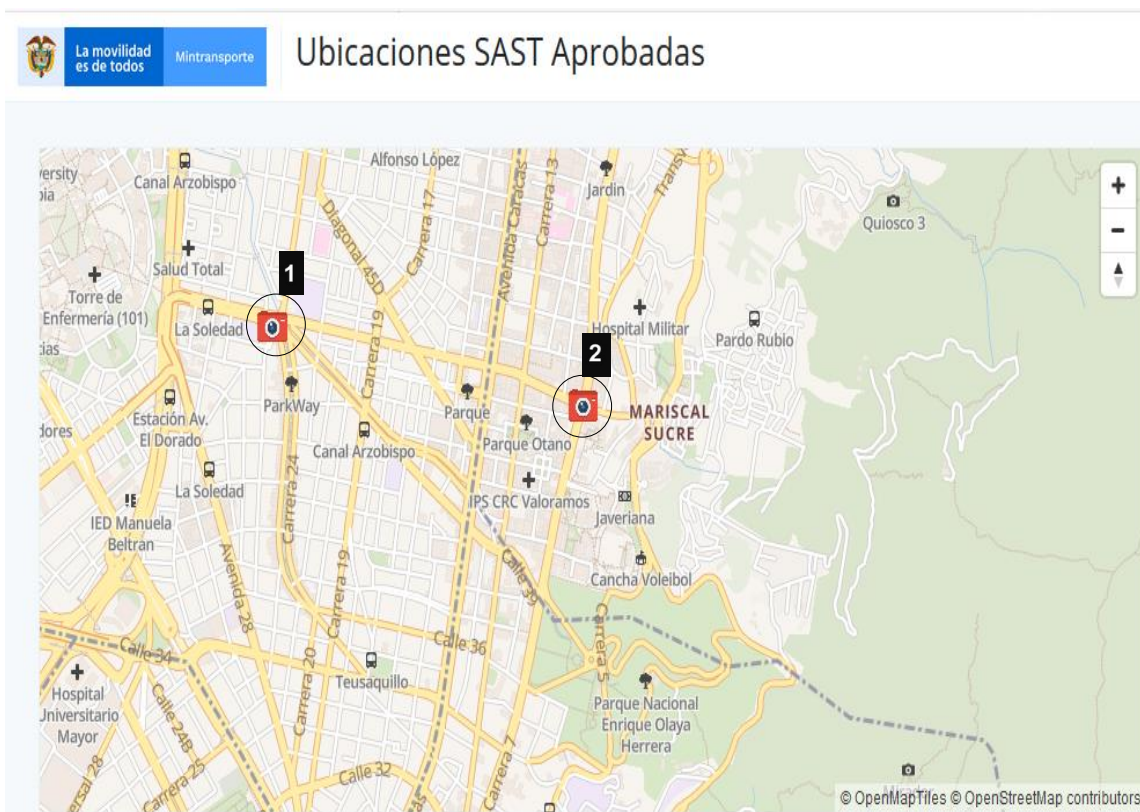 La movilidad
es de todos
Mintransporte
Ubicaciones SAST Aprobadas
Alfonso López
Canal Arzobispo
Jardin
Quiosco 3
Diagonal 45D
Carrera 17
Avenida Caracas
Carrera 13
Salud Total
1
Torre de
Enfermería (101)
La Soledad
Carrera 19
Hospital Militar
Pardo Rubio
2
ParkWay
Parque
MARISCAL
SUCRE
Estación Av.
El Dorado
Canal Arzobispo
Parque Otano
La Soledad
Carrera 24
IPS CRC Valoramos
Javeriana
IED Manuela
Beltran
Avenida 28
Carrera 19
Calle 39
Cancha Voleibol
Carrera 5
Calle 34
Calle 36
Carrera 20
Teusaquillo
Hospital
Universitario
Mayor
Parque Nacional
Enrique Olaya
Herrera
Calle 24B
Carrera 25
Calle 32
Carrera 7
© OpenMapTiles © OpenStreetMap contributors